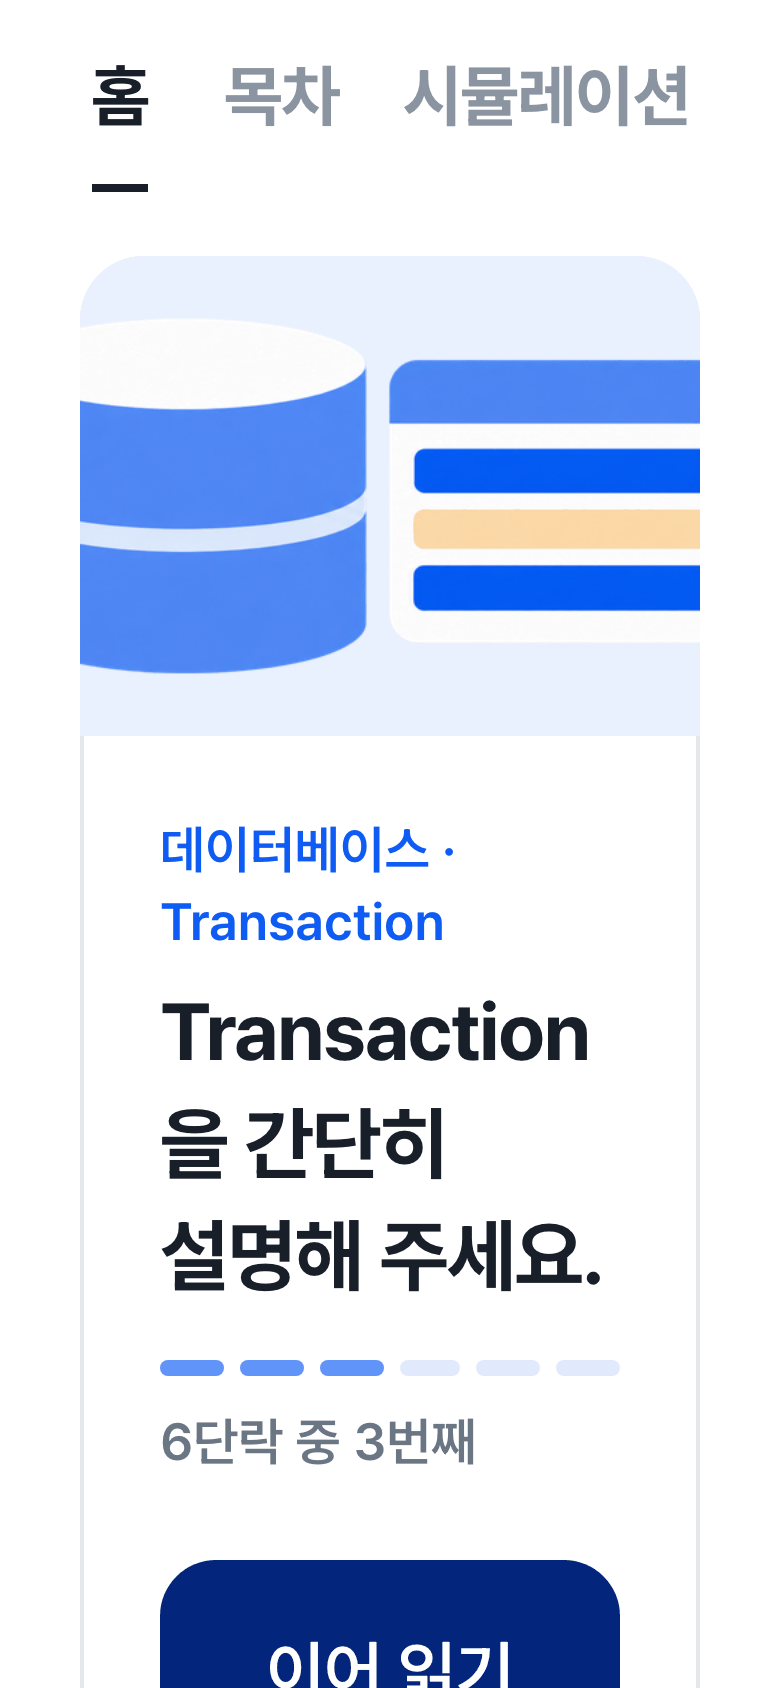 홈 목차 시뮬레이션
데이터베이스 ·
Transaction
Transaction
을 간단히
설명해 주세요.
6단락 중 3번째
이어 읽기